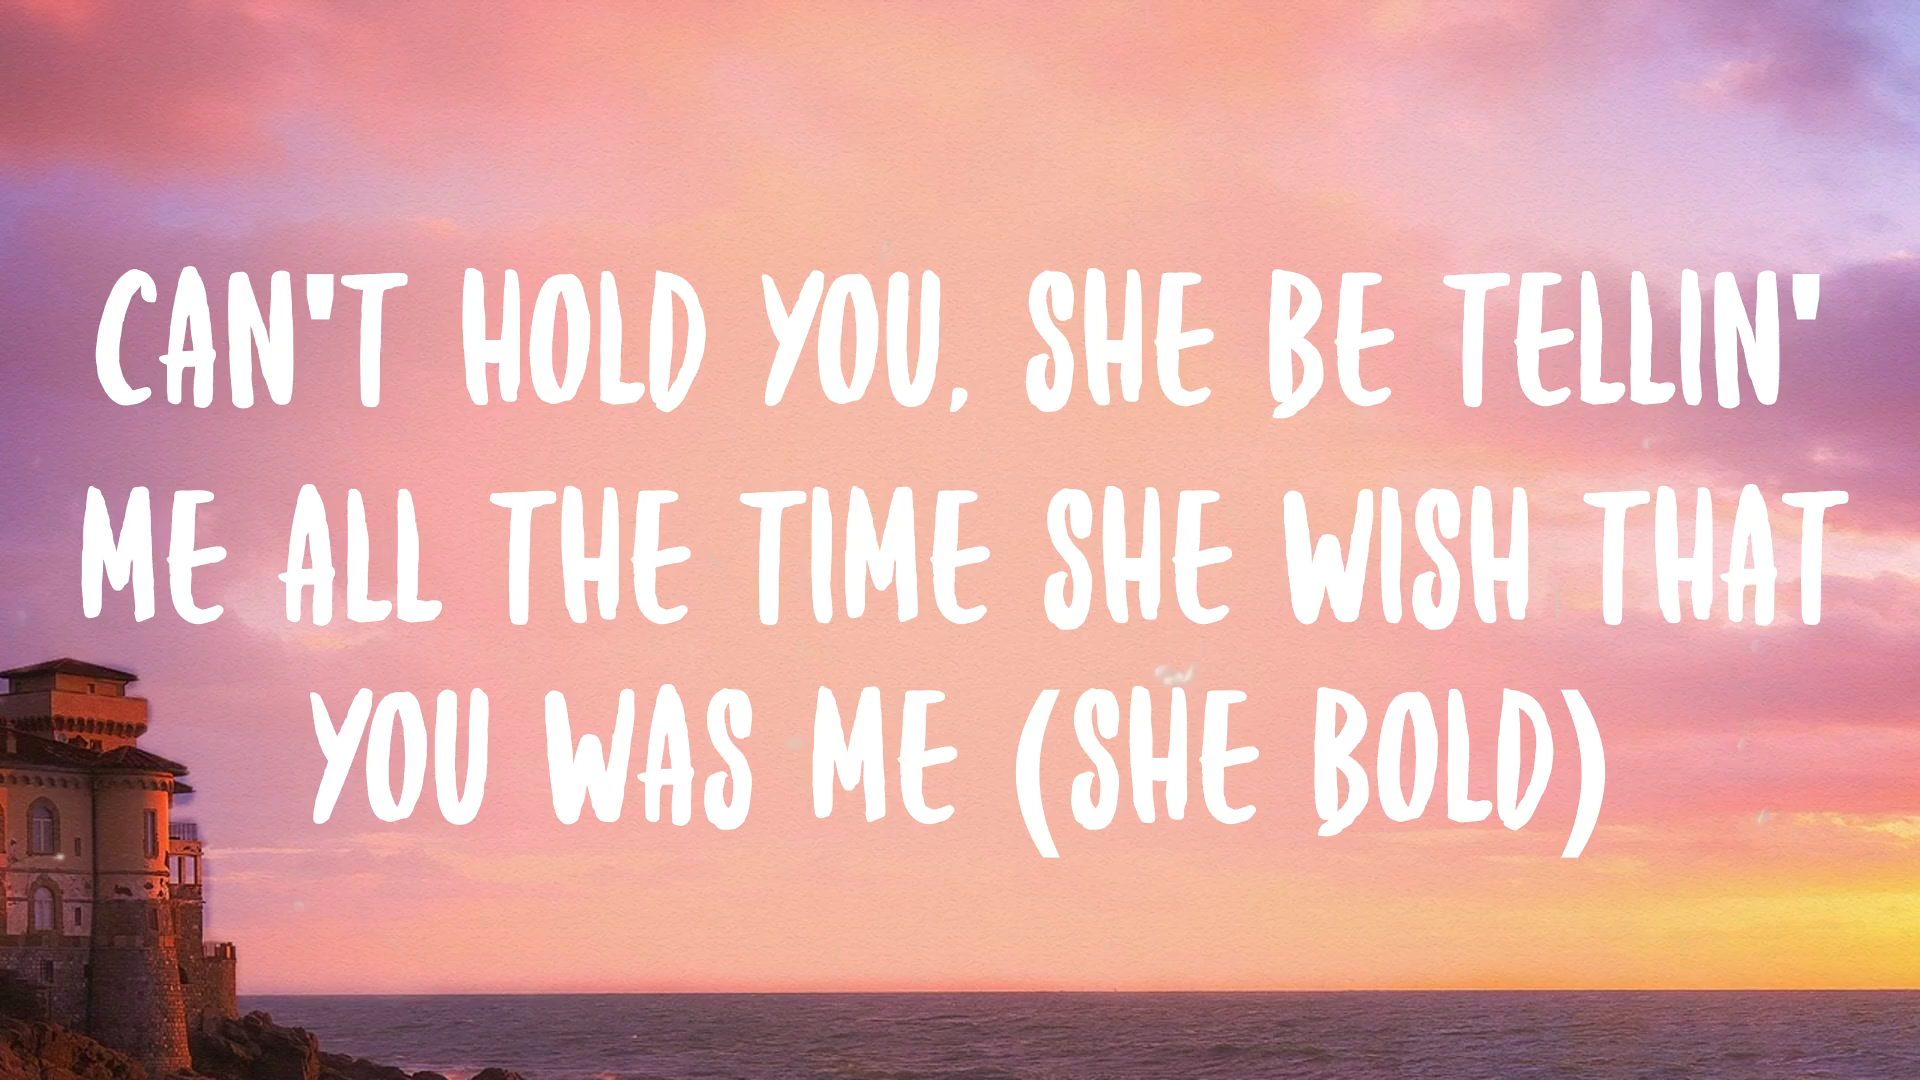 CAN'T HOLD YOU, SHE BE TELLIN'
ME ALL THE TIME SHE WISH THAT
YOU WAS ME (SHE BOLD)